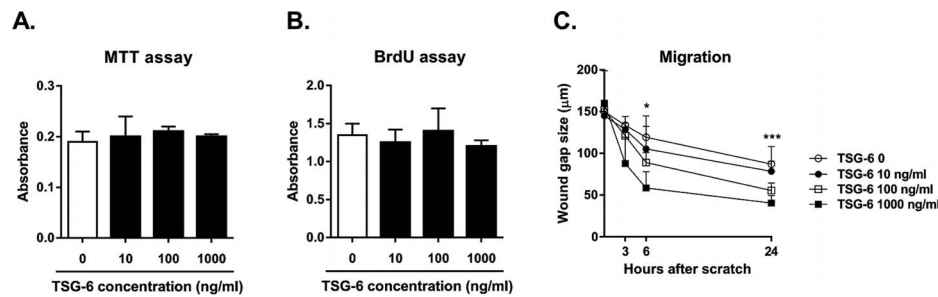 A.
MTT assay
Absorbance
0.3
0.2
0.1
0.0
0 10 100 1000
TSG-6 concentration (ng/ml)
B.
BrdU assay
Absorbance
2.0
1.5
1.0
0.5
0.0
0 10 100 1000
TSG-6 concentration (ng/ml)
C.
Migration
Wound gap size (μm)
200
150
100
50
0
*
***
3 6 24
Hours after scratch
TSG-6 0
TSG-6 10 ng/ml
TSG-6 100 ng/ml
TSG-6 1000 ng/ml